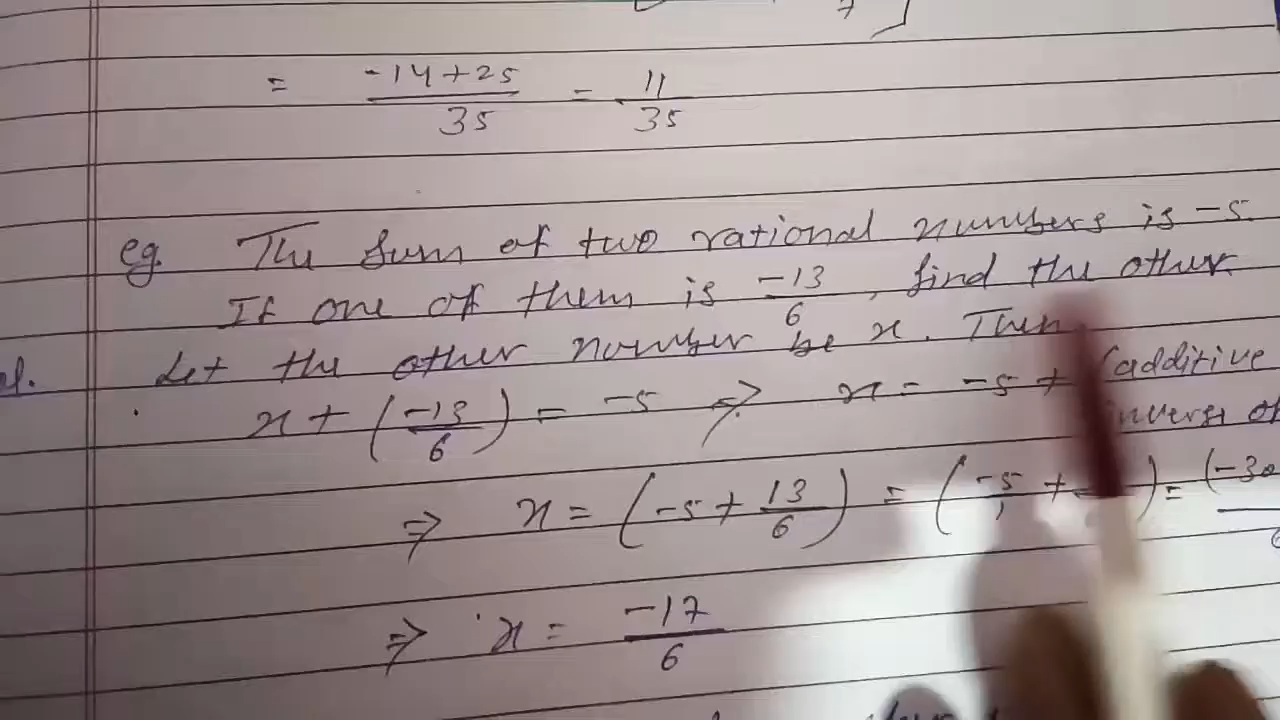 7 ]
= -14+25/35 = 11/35
eg. The sum of two rational numbers is -5.
If one of them is -13/6, find the other
Let the other number be x. Then
x + (-13/6) = -5 ⇒ x = -5 + (additive
inverse of
⇒ x = (-5 + 13/6) = (-5/1 + ) = (-30
⇒ x = -17/6